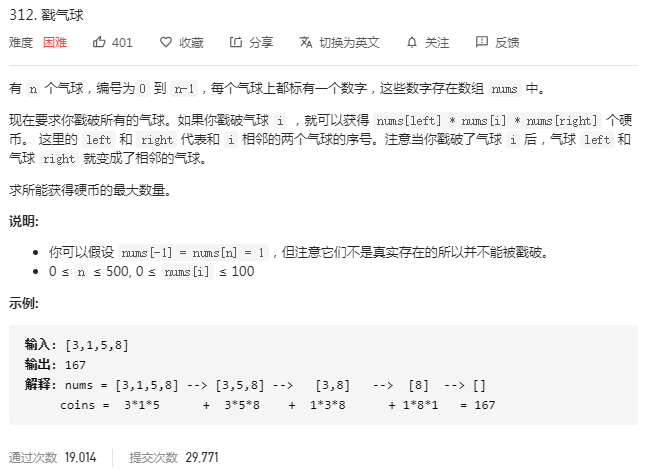 312. 戳气球
难度 困难 401 收藏 分享 切换为英文 关注 反馈
有 n 个气球，编号为0 到 n-1，每个气球上都标有一个数字，这些数字存在数组 nums 中。
现在要求你戳破所有的气球。如果你戳破气球 i ，就可以获得 nums[left] * nums[i] * nums[right] 个硬
币。 这里的 left 和 right 代表和 i 相邻的两个气球的序号。注意当你戳破了气球 i 后，气球 left 和
气球 right 就变成了相邻的气球。
求所能获得硬币的最大数量。
说明:
• 你可以假设 nums[-1] = nums[n] = 1，但注意它们不是真实存在的所以并不能被戳破。
• 0 ≤ n ≤ 500, 0 ≤ nums[i] ≤ 100
示例:
输入: [3,1,5,8]
输出: 167
解释: nums = [3,1,5,8] --> [3,5,8] --> [3,8] --> [8] --> []
coins = 3*1*5 + 3*5*8 + 1*3*8 + 1*8*1 = 167
通过次数 19,014 提交次数 29,771